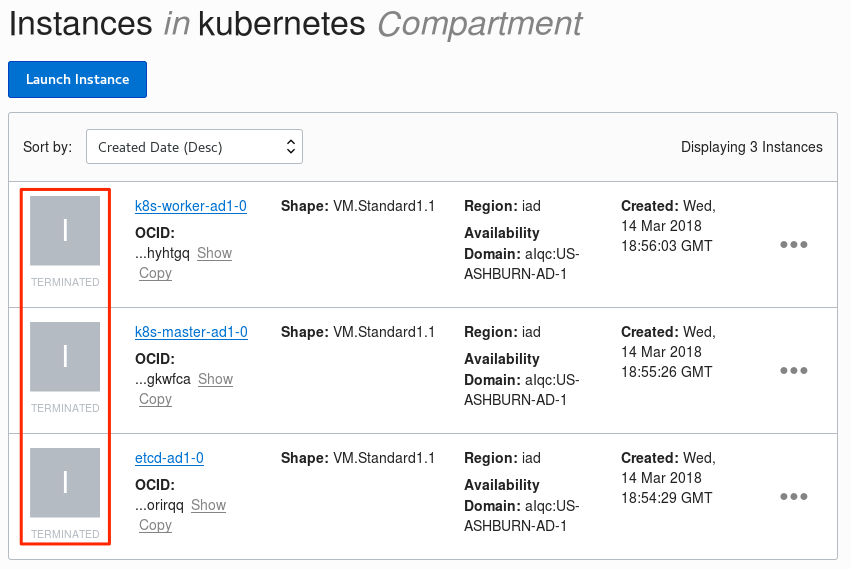 Instances in kubernetes Compartment
Launch Instance
Sort by: Created Date (Desc) Displaying 3 Instances
I
TERMINATED
k8s-worker-ad1-0
OCID:
...hyhtgq Show
Copy
Shape: VM.Standard1.1
Region: iad
Availability
Domain: aIqc:US-
ASHBURN-AD-1
Created: Wed,
14 Mar 2018
18:56:03 GMT
I
TERMINATED
k8s-master-ad1-0
OCID:
...gkwfca Show
Copy
Shape: VM.Standard1.1
Region: iad
Availability
Domain: aIqc:US-
ASHBURN-AD-1
Created: Wed,
14 Mar 2018
18:55:26 GMT
I
TERMINATED
etcd-ad1-0
OCID:
...orirqq Show
Copy
Shape: VM.Standard1.1
Region: iad
Availability
Domain: aIqc:US-
ASHBURN-AD-1
Created: Wed,
14 Mar 2018
18:54:29 GMT